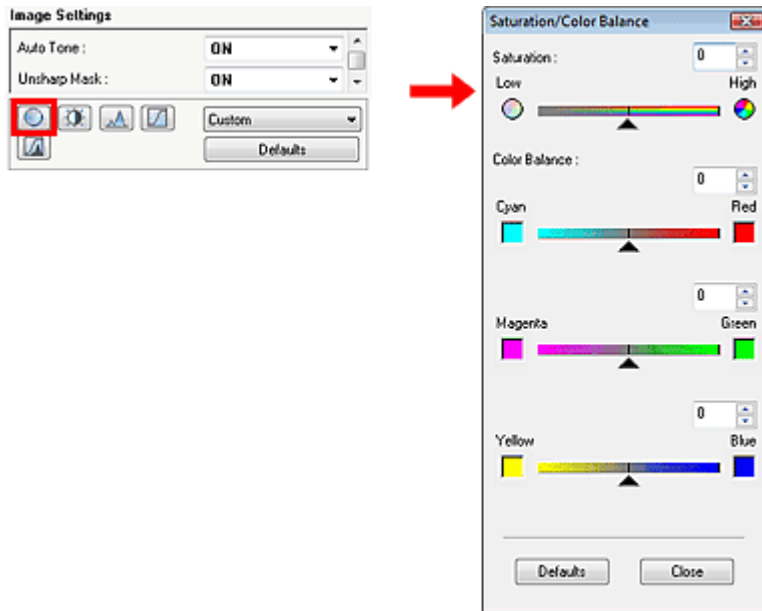 Image Settings
Auto Tone : ON
Unsharp Mask : ON
Custom
Defaults
Saturation/Color Balance
Saturation : 0
Low High
Color Balance :
0
Cyan Red
0
Magenta Green
0
Yellow Blue
Defaults Close